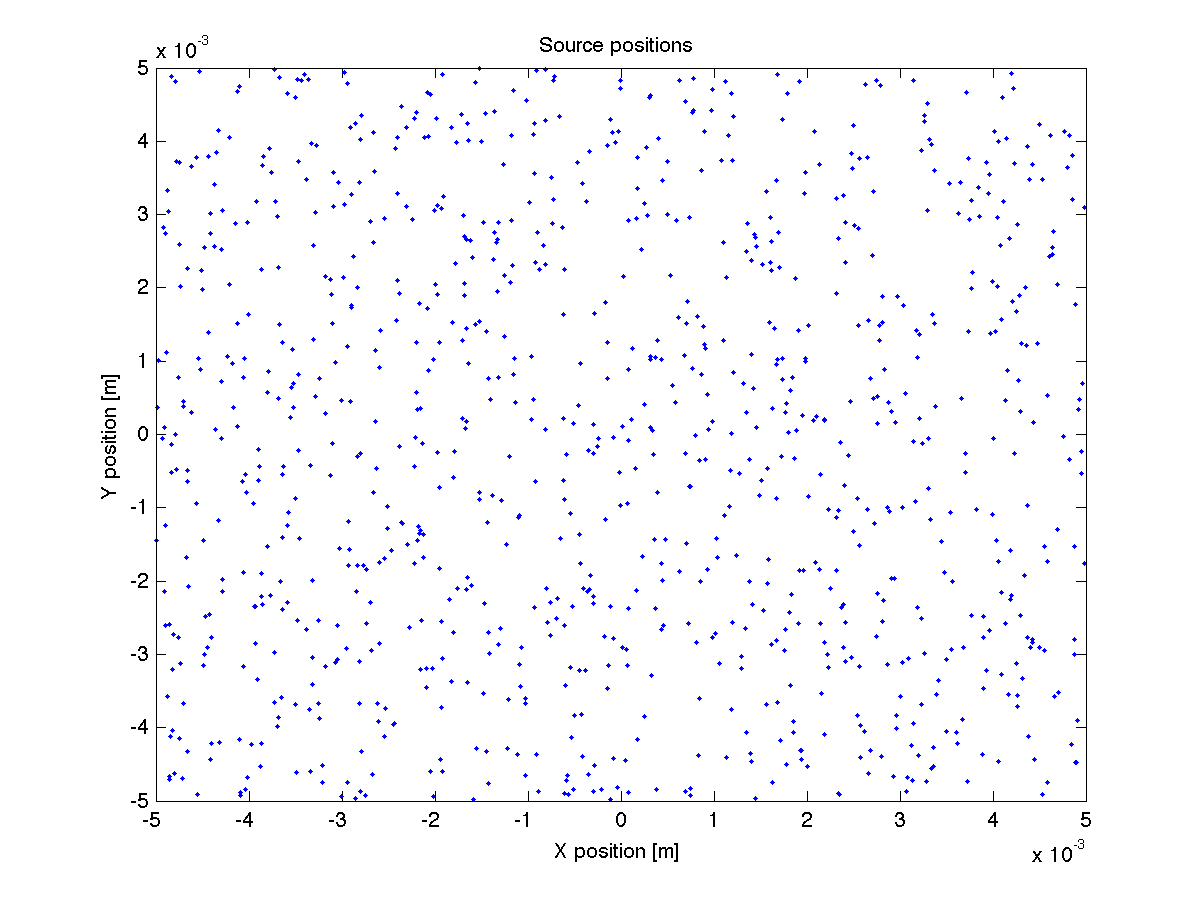 Source positions
x 10^-3
5
4
3
2
1
0
-1
-2
-3
-4
-5
Y position [m]
-5 -4 -3 -2 -1 0 1 2 3 4 5
X position [m]
x 10^-3